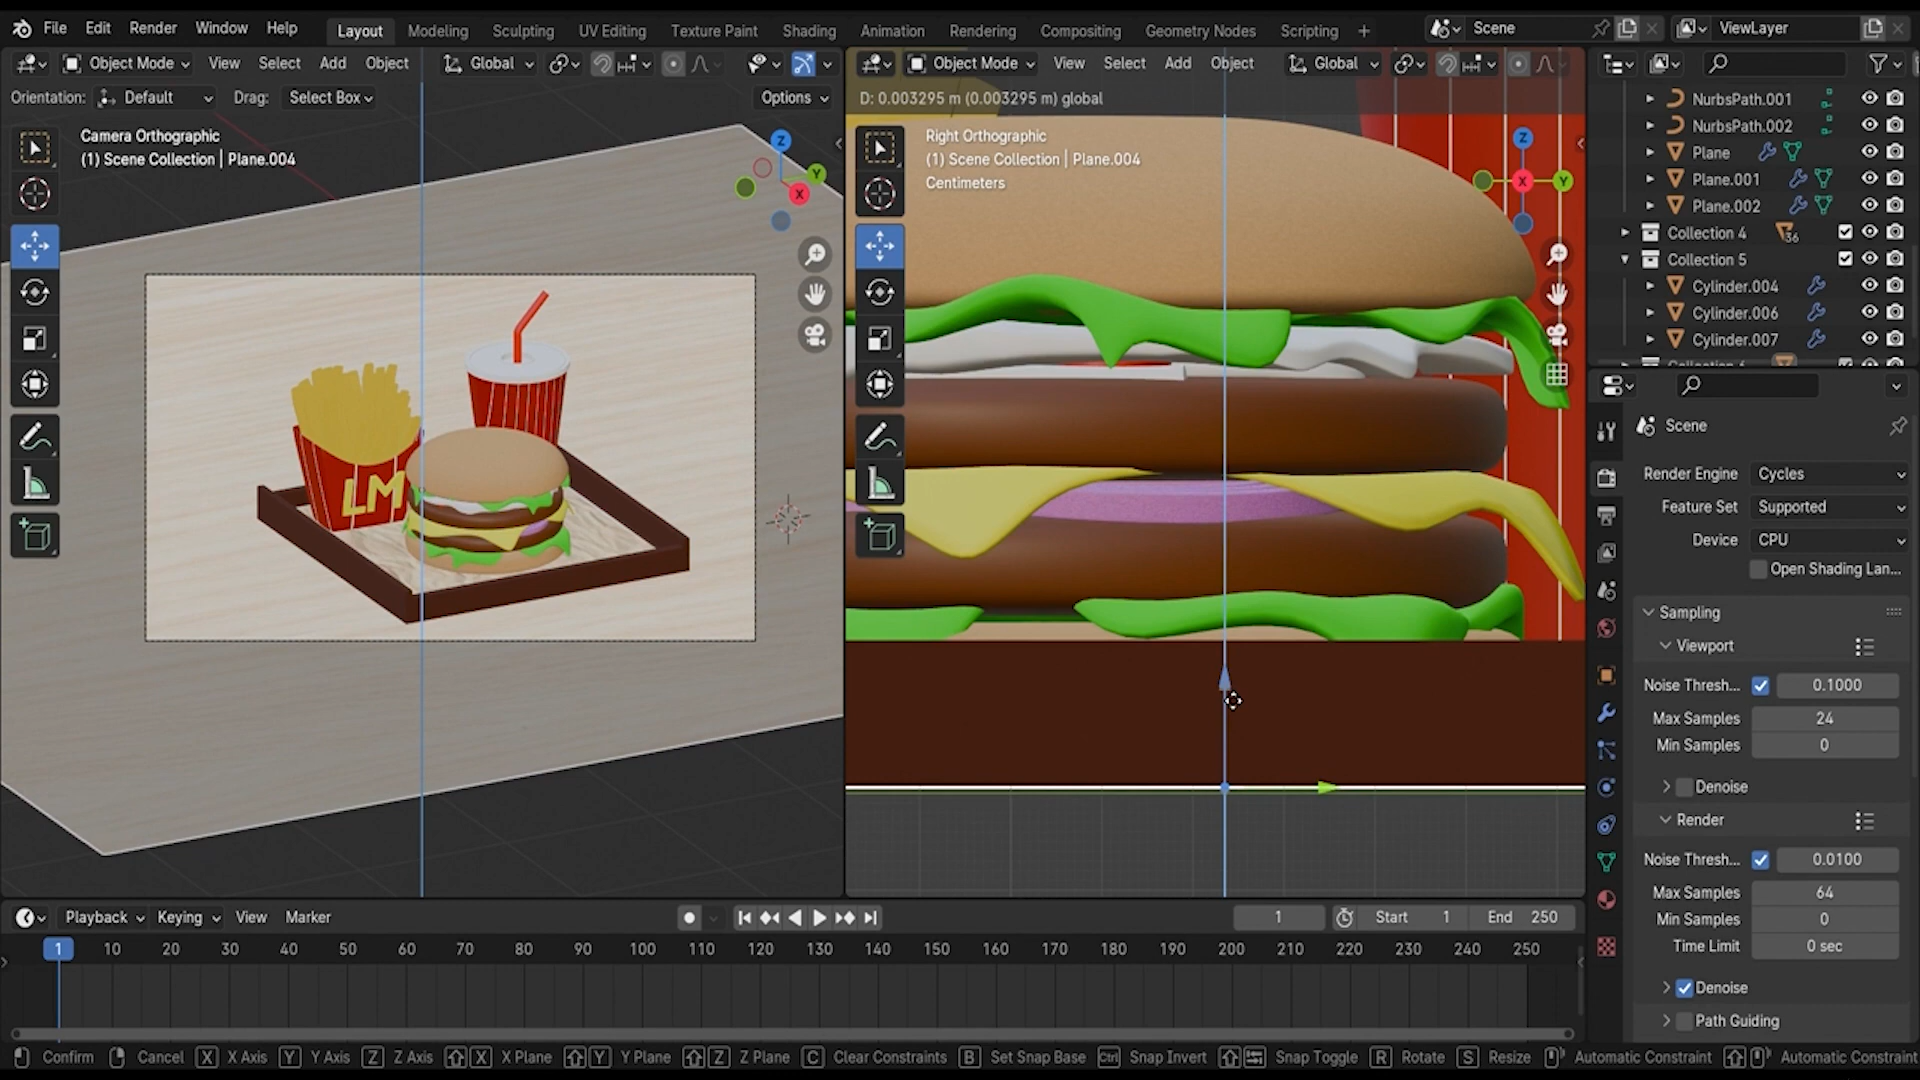 File Edit Render Window Help Layout Modeling Sculpting UV Editing Texture Paint Shading Animation Rendering Compositing Geometry Nodes Scripting + Scene ViewLayer
Object Mode View Select Add Object Global
Object Mode View Select Add Object Global
Orientation: Default Drag: Select Box Options
D: 0.003295 m (0.003295 m) global
Camera Orthographic
(1) Scene Collection | Plane.004
Z
Y
X
LM
Right Orthographic
(1) Scene Collection | Plane.004
Centimeters
Z
X
Y
NurbsPath.001
NurbsPath.002
Plane
Plane.001
Plane.002
Collection 4 36
Collection 5
Cylinder.004
Cylinder.006
Cylinder.007
Scene
Render Engine Cycles
Feature Set Supported
Device CPU
Open Shading Lan...
Sampling
Viewport
Noise Thresh... 0.1000
Max Samples 24
Min Samples 0
Denoise
Render
Noise Thresh... 0.0100
Max Samples 64
Min Samples 0
Time Limit 0 sec
Denoise
Path Guiding
Playback Keying View Marker 1 Start 1 End 250
1 10 20 30 40 50 60 70 80 90 100 110 120 130 140 150 160 170 180 190 200 210 220 230 240 250
Confirm Cancel X X Axis Y Y Axis Z Z Axis X X Plane Y Y Plane Z Z Plane C Clear Constraints B Set Snap Base Ctrl Snap Invert Snap Toggle R Rotate S Resize Automatic Constraint Automatic Constraint